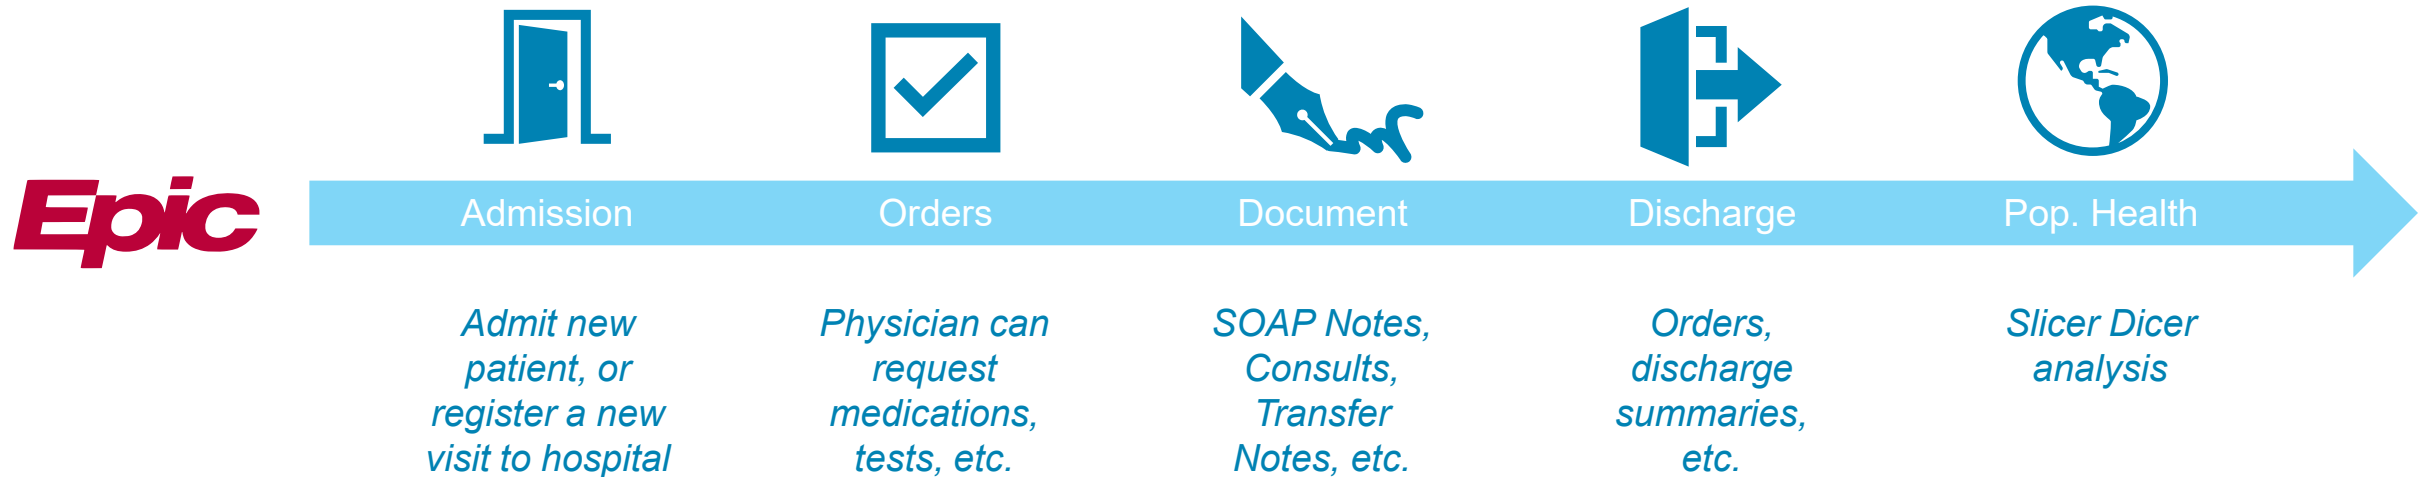 Epic
Admission
Orders
Document
Discharge
Pop. Health
Admit new
patient, or
register a new
visit to hospital
Physician can
request
medications,
tests, etc.
SOAP Notes,
Consults,
Transfer
Notes, etc.
Orders,
discharge
summaries,
etc.
Slicer Dicer
analysis